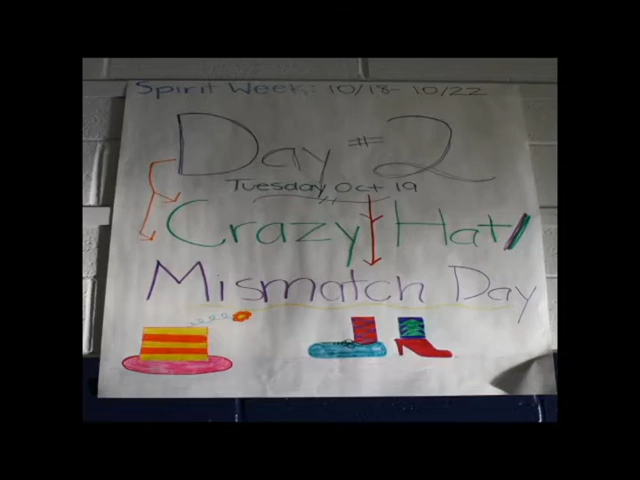 Spirit Week: 10/18-10/22
Day #2
Tuesday Oct 19
Crazy Hat/
Mismatch Day